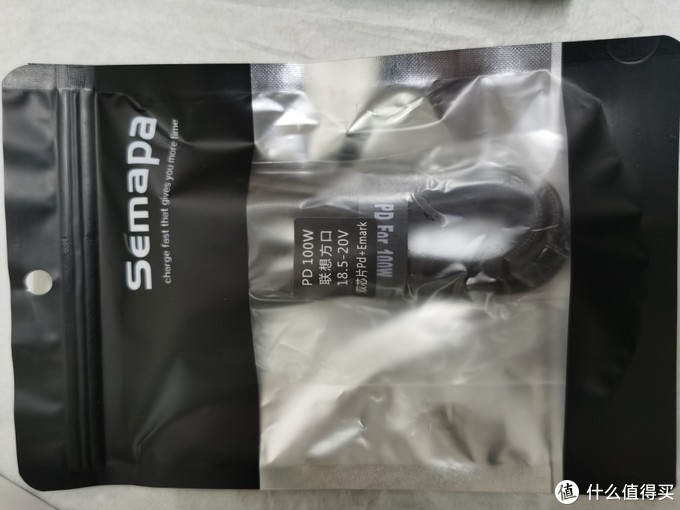 Semapa
charge fast that gives you more time
PD 100W
联想方口
18.5-20V
双芯片Pd+Emark
PD For 100W
值 什么值得买